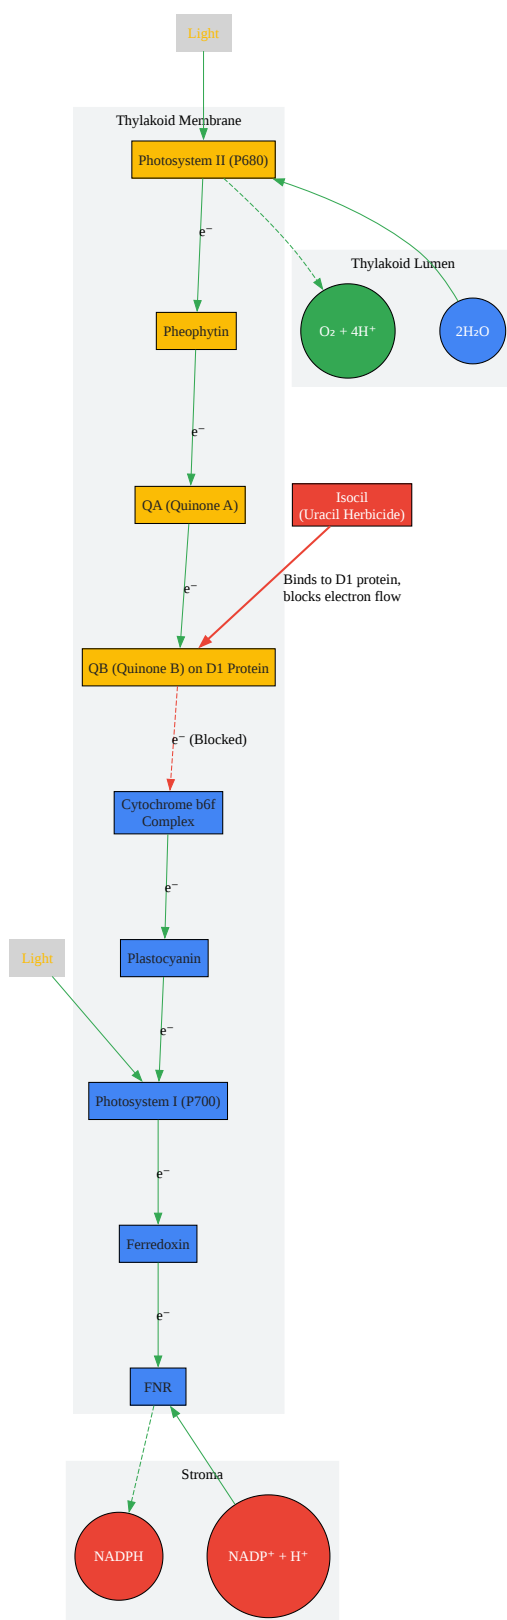 Light
Thylakoid Membrane
Photosystem II (P680)
e⁻
Thylakoid Lumen
O₂ + 4H⁺
2H₂O
Pheophytin
e⁻
QA (Quinone A)
Isocil
(Uracil Herbicide)
e⁻
Binds to D1 protein,
blocks electron flow
QB (Quinone B) on D1 Protein
e⁻ (Blocked)
Cytochrome b6f
Complex
e⁻
Light
Plastocyanin
e⁻
Photosystem I (P700)
e⁻
Ferredoxin
e⁻
FNR
Stroma
NADPH
NADP⁺ + H⁺